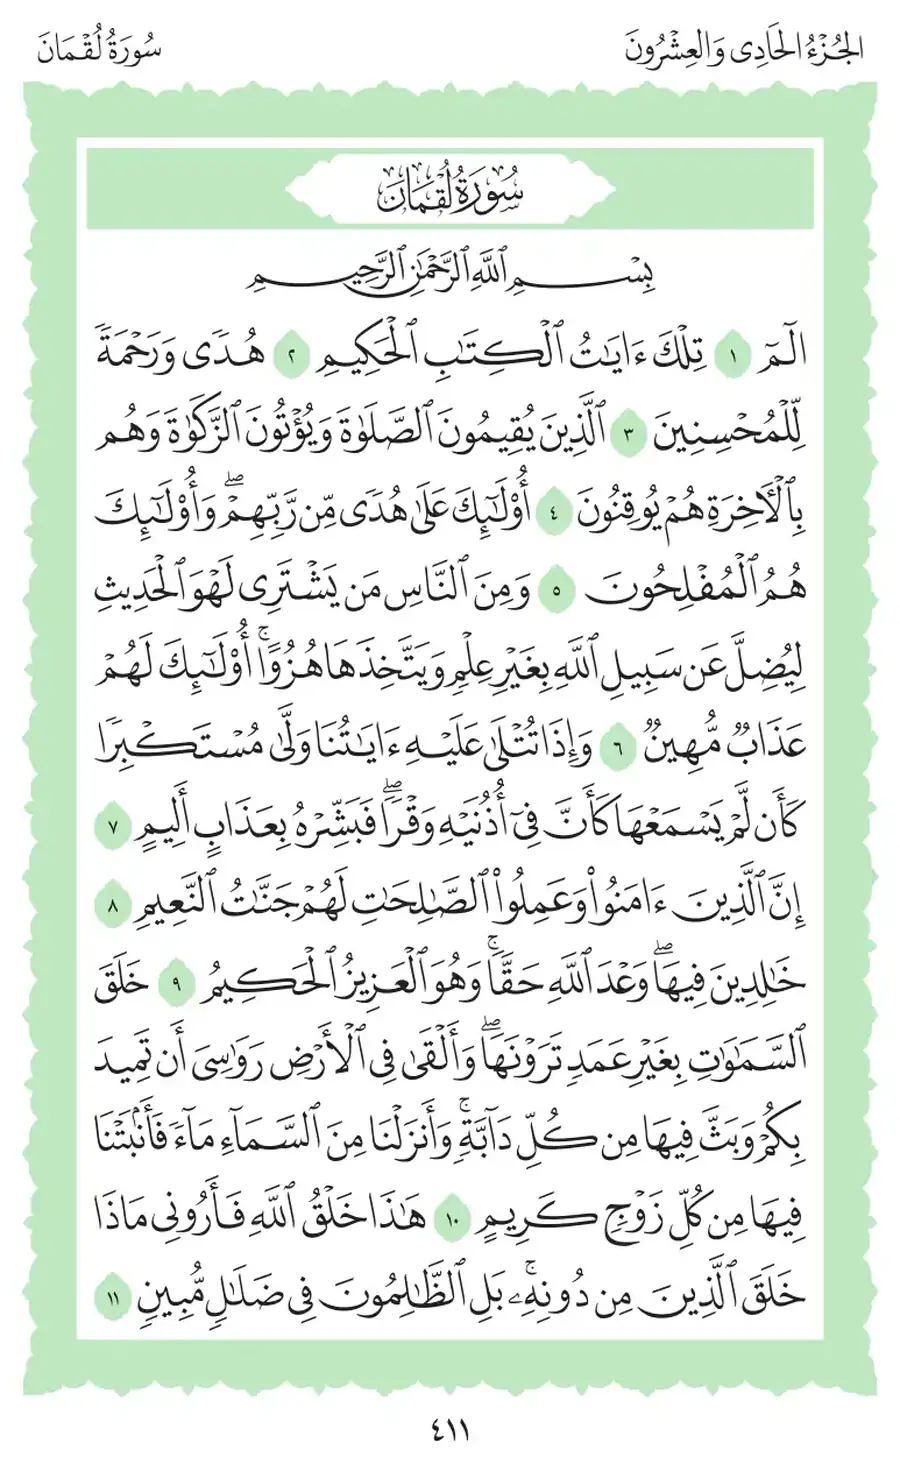 الجُزْءُ الحَادِى وَالعِشْرُونَ
سُورَةُ لُقْمَانَ
سُورَةُ لُقْمَانَ
بِسْمِ ٱللَّهِ ٱلرَّحْمَٰنِ ٱلرَّحِيمِ
الٓمٓ ١ تِلْكَ ءَايَٰتُ ٱلْكِتَٰبِ ٱلْحَكِيمِ ٢ هُدًى وَرَحْمَةً
لِّلْمُحْسِنِينَ ٣ ٱلَّذِينَ يُقِيمُونَ ٱلصَّلَوٰةَ وَيُؤْتُونَ ٱلزَّكَوٰةَ وَهُم
بِٱلْأَخِرَةِ هُمْ يُوقِنُونَ ٤ أُوْلَٰٓئِكَ عَلَىٰ هُدًى مِّن رَّبِّهِمْۖ وَأُوْلَٰٓئِكَ
هُمُ ٱلْمُفْلِحُونَ ٥ وَمِنَ ٱلنَّاسِ مَن يَشْتَرِى لَهْوَ ٱلْحَدِيثِ
لِيُضِلَّ عَن سَبِيلِ ٱللَّهِ بِغَيْرِ عِلْمٍ وَيَتَّخِذَهَا هُزُوًاۚ أُوْلَٰٓئِكَ لَهُمْ
عَذَابٌ مُّهِينٌ ٦ وَإِذَا تُتْلَىٰ عَلَيْهِ ءَايَٰتُنَا وَلَّىٰ مُسْتَكْبِرًا
كَأَن لَّمْ يَسْمَعْهَا كَأَنَّ فِىٓ أُذُنَيْهِ وَقْرًاۖ فَبَشِّرْهُ بِعَذَابٍ أَلِيمٍ ٧
إِنَّ ٱلَّذِينَ ءَامَنُواْ وَعَمِلُواْ ٱلصَّٰلِحَٰتِ لَهُمْ جَنَّٰتُ ٱلنَّعِيمِ ٨
خَٰلِدِينَ فِيهَاۖ وَعْدَ ٱللَّهِ حَقًّاۚ وَهُوَ ٱلْعَزِيزُ ٱلْحَكِيمُ ٩ خَلَقَ
ٱلسَّمَٰوَٰتِ بِغَيْرِ عَمَدٍ تَرَوْنَهَاۖ وَأَلْقَىٰ فِى ٱلْأَرْضِ رَوَٰسِىَ أَن تَمِيدَ
بِكُمْ وَبَثَّ فِيهَا مِن كُلِّ دَآبَّةٍۚ وَأَنزَلْنَا مِنَ ٱلسَّمَآءِ مَآءً فَأَنۢبَتْنَا
فِيهَا مِن كُلِّ زَوْجٍ كَرِيمٍ ١٠ هَٰذَا خَلْقُ ٱللَّهِ فَأَرُونِى مَاذَا
خَلَقَ ٱلَّذِينَ مِن دُونِهِۦۚ بَلِ ٱلظَّٰلِمُونَ فِى ضَلَٰلٍ مُّبِينٍ ١١
٤١١